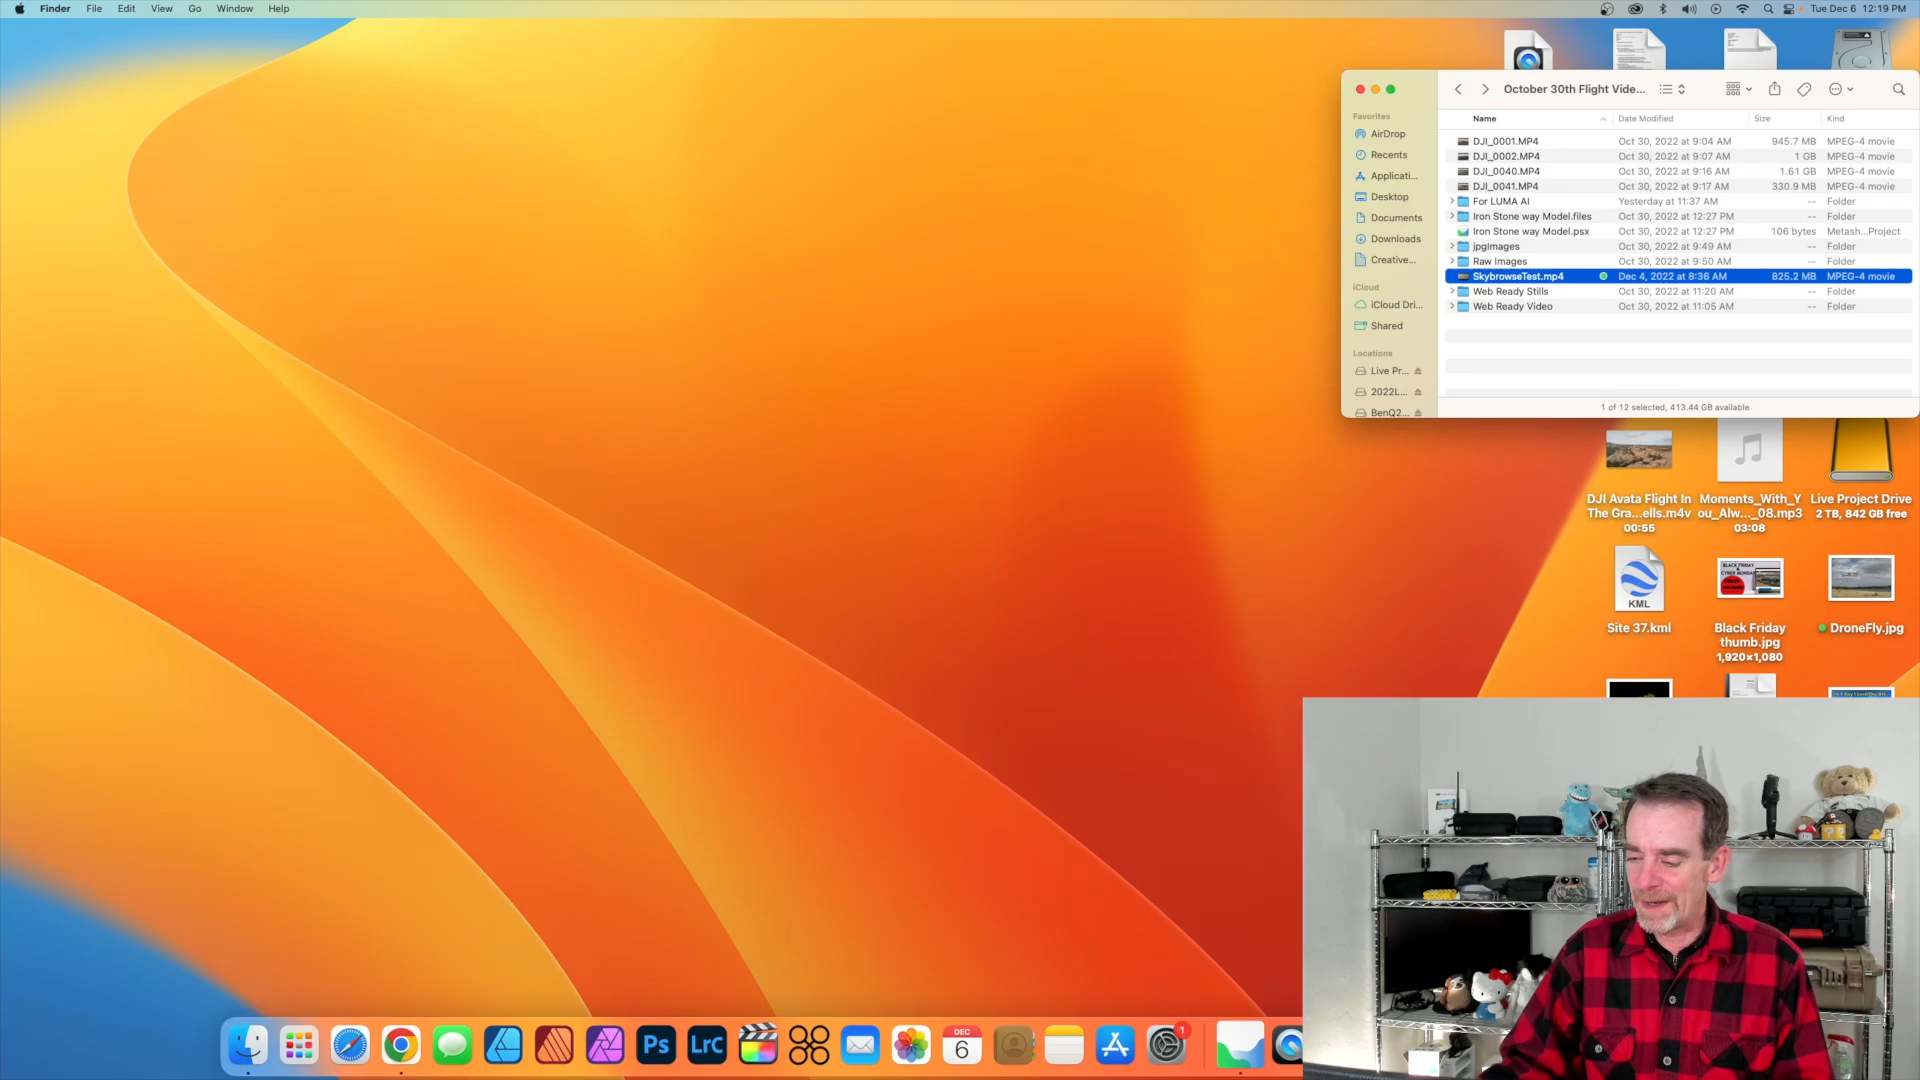 Finder File Edit View Go Window Help
Tue Dec 6 12:19 PM
October 30th Flight Vide...
Favorites
AirDrop
Recents
Applicati...
Desktop
Documents
Downloads
Creative...
iCloud
iCloud Dri...
Shared
Locations
Live Pr...
2022L...
BenQ2...
Name Date Modified Size Kind
DJI_0001.MP4 Oct 30, 2022 at 9:04 AM 945.7 MB MPEG-4 movie
DJI_0002.MP4 Oct 30, 2022 at 9:07 AM 1 GB MPEG-4 movie
DJI_0040.MP4 Oct 30, 2022 at 9:16 AM 1.61 GB MPEG-4 movie
DJI_0041.MP4 Oct 30, 2022 at 9:17 AM 330.9 MB MPEG-4 movie
For LUMA AI Yesterday at 11:37 AM -- Folder
Iron Stone way Model.files Oct 30, 2022 at 12:27 PM -- Folder
Iron Stone way Model.psx Oct 30, 2022 at 12:27 PM 106 bytes Metash...Project
jpgImages Oct 30, 2022 at 9:49 AM -- Folder
Raw Images Oct 30, 2022 at 9:50 AM -- Folder
SkybrowseTest.mp4 Dec 4, 2022 at 8:36 AM 825.2 MB MPEG-4 movie
Web Ready Stills Oct 30, 2022 at 11:20 AM -- Folder
Web Ready Video Oct 30, 2022 at 11:05 AM -- Folder
1 of 12 selected, 413.44 GB available
DJI Avata Flight In
The Gra...ells.m4v
00:55
Moments_With_Y
ou_Alw..._08.mp3
03:08
Live Project Drive
2 TB, 842 GB free
KML
Site 37.kml
BLACK FRIDAY
CYBER MONDAY
Black Friday
thumb.jpg
1,920×1,080
DroneFly.jpg
Ps
LrC
DEC
6
1